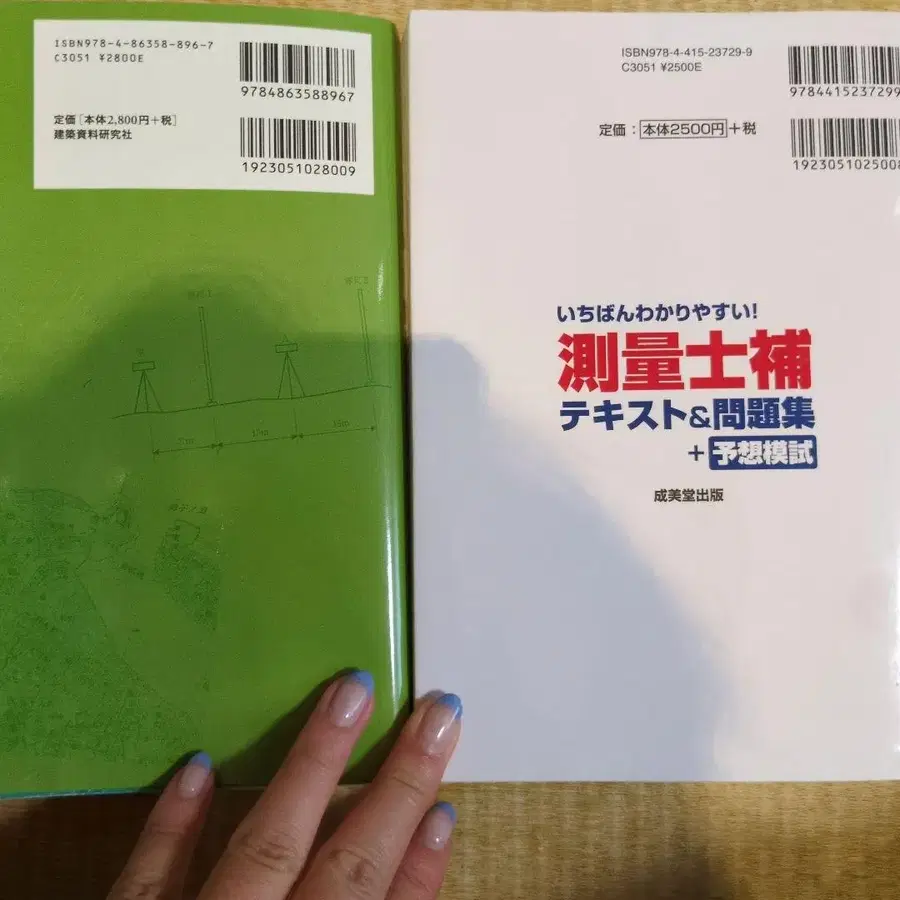 ISBN978-4-86358-896-7
C3051 ¥2800E
9784863588967
定価［本体2,800円＋税］
建築資料研究社
1923051028009
ISBN978-4-415-23729-9
C3051 ¥2500E
9784415237299
定価：本体2500円＋税
1923051025008
いちばんわかりやすい!
測量士補
テキスト&問題集
+予想模試
成美堂出版